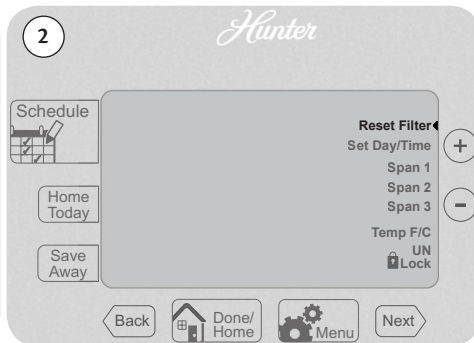 2
Hunter
Schedule
Reset Filter
Set Day/Time
Span 1
Home
Today
Span 2
Span 3
Temp F/C
Save
Away
UN
Lock
Back
Done/
Home
Menu
Next
+
-